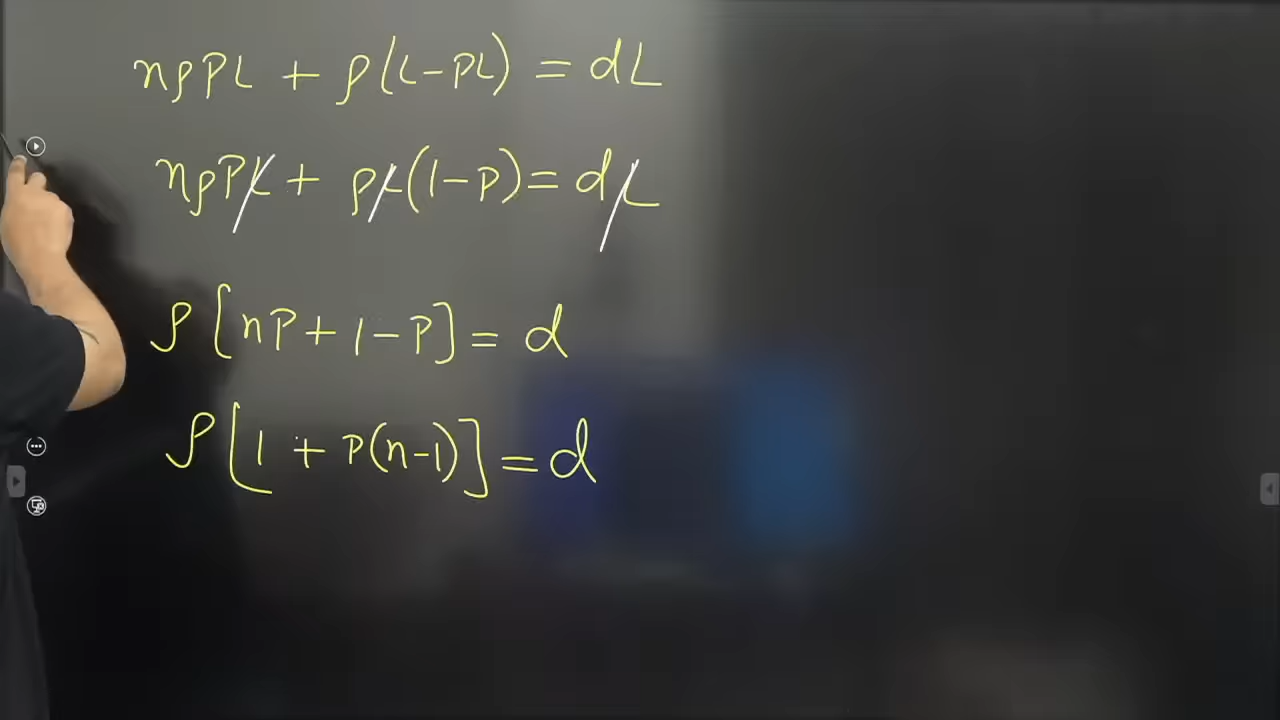 nρPL + ρ(L-PL) = dL
nρPL + ρL(1-P) = dL
ρ[nP + 1-P] = d
ρ[1 + P(n-1)] = d